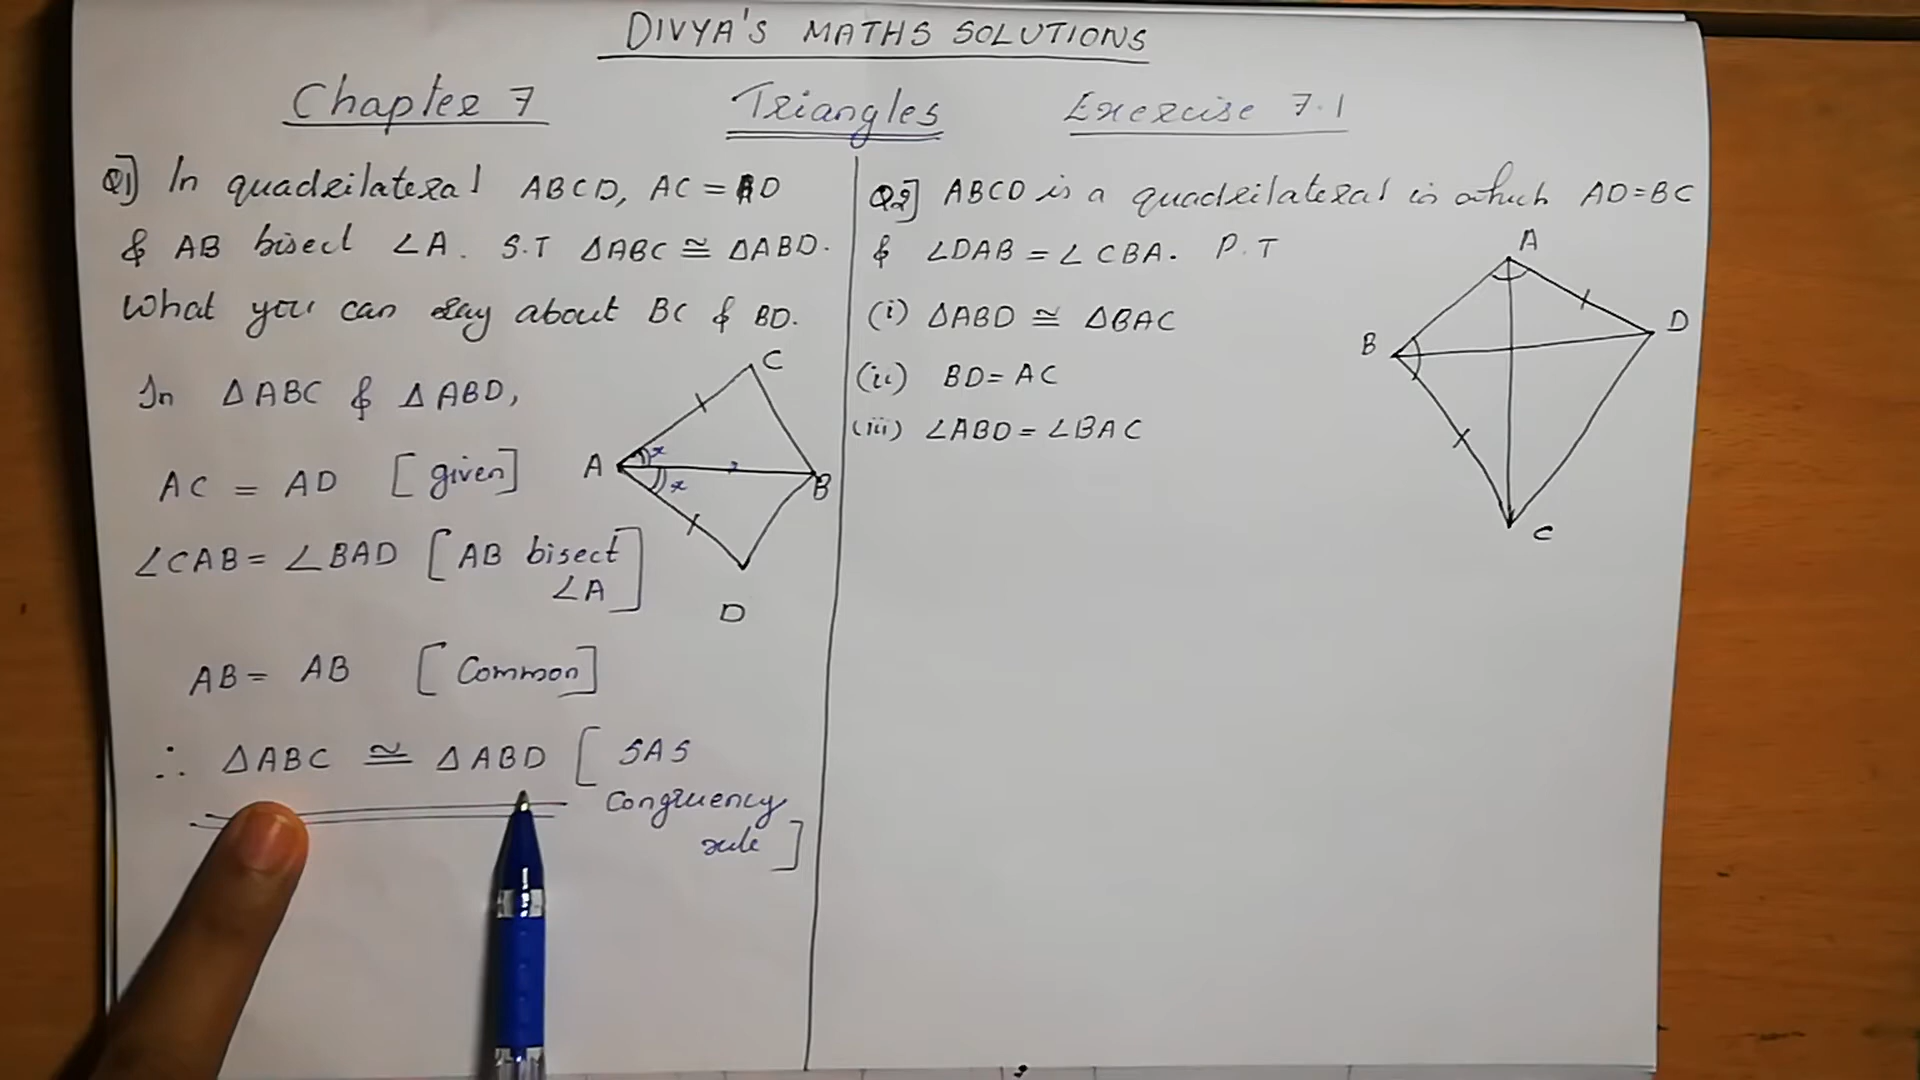 DIVYA'S MATHS SOLUTIONS
Chapter 7 Triangles Exercise 7.1
Q1] In quadrilateral ABCD, AC = AD
& AB bisect ∠A. S.T ΔABC ≅ ΔABD.
What you can say about BC & BD.
In ΔABC & ΔABD,
AC = AD [given]
∠CAB = ∠BAD [AB bisect
∠A]
AB = AB [Common]
∴ ΔABC ≅ ΔABD [SAS
Congruency
rule]
C
A x
x B
D
Q2] ABCD is a quadrilateral is which AD=BC
& ∠DAB = ∠CBA. P.T
(i) ΔABD ≅ ΔBAC
(ii) BD = AC
(iii) ∠ABD = ∠BAC
A
B D
C